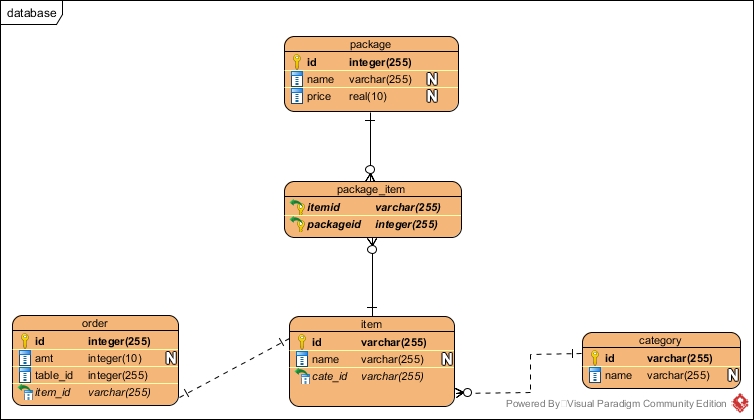 database
package
id integer(255)
name varchar(255) N
price real(10) N
package_item
itemid varchar(255)
packageid integer(255)
order
id integer(255)
amt integer(10) N
table_id integer(255)
item_id varchar(255)
item
id varchar(255)
name varchar(255) N
cate_id varchar(255)
category
id varchar(255)
name varchar(255) N
Powered By Visual Paradigm Community Edition